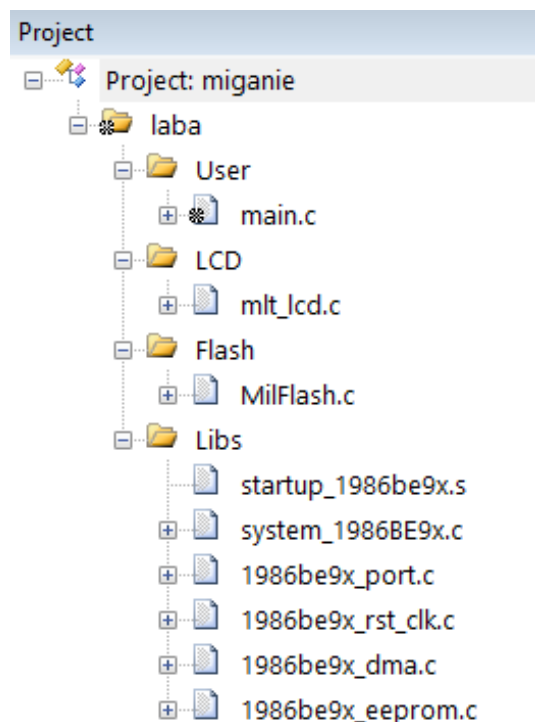 Project
Project: miganie
laba
User
main.c
LCD
mlt_lcd.c
Flash
MilFlash.c
Libs
startup_1986be9x.s
system_1986BE9x.c
1986be9x_port.c
1986be9x_rst_clk.c
1986be9x_dma.c
1986be9x_eeprom.c